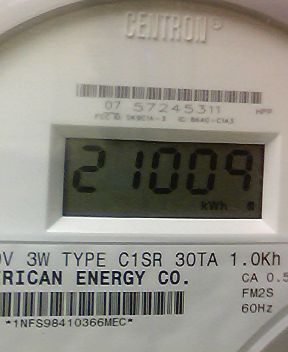 CENTRON®
07 57245311
HPF
21009
kWh
V 3W TYPE C1SR 30TA 1.0Kh
RICAN ENERGY CO.
CA 0.5
FM2S
60Hz
*1NFS98410366MEC*